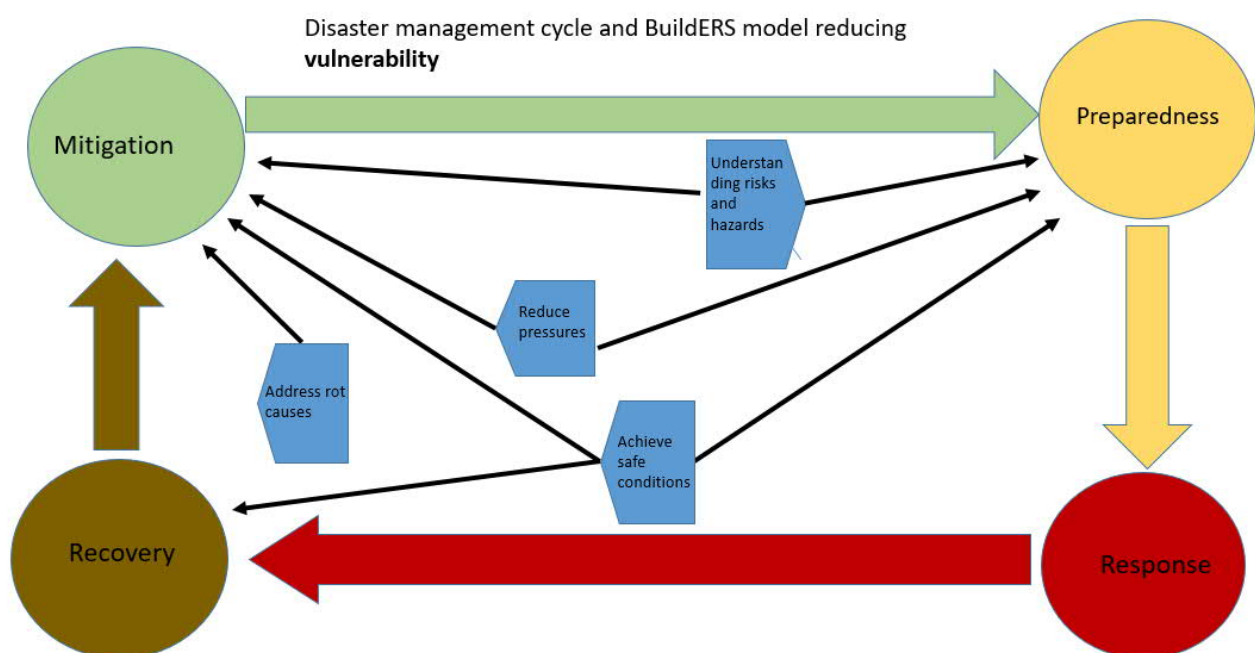 Disaster management cycle and BuildERS model reducing
vulnerability
Mitigation
Preparedness
Understan
ding risks
and
hazards
Reduce
pressures
Address rot
causes
Achieve
safe
conditions
Recovery
Response